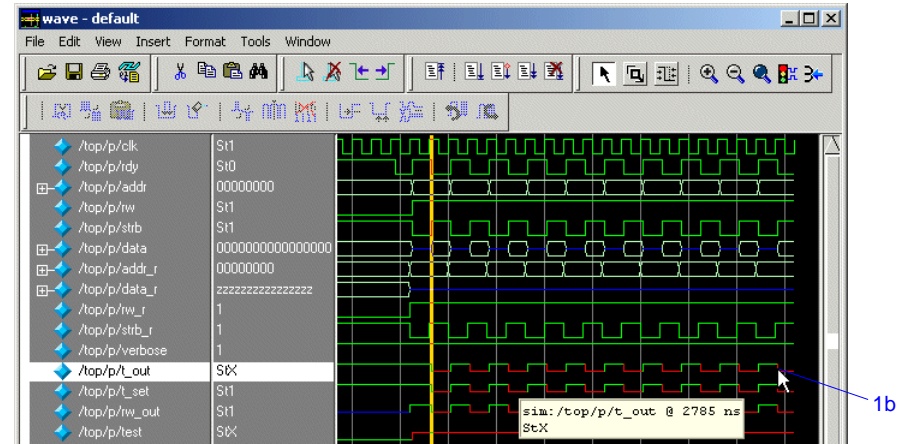 wave - default
File Edit View Insert Format Tools Window
/top/p/clk St1
/top/p/rdy St0
/top/p/addr 00000000
/top/p/rw St1
/top/p/strb St1
/top/p/data 0000000000000000
/top/p/addr_r 00000000
/top/p/data_r zzzzzzzzzzzzzzzz
/top/p/rw_r 1
/top/p/strb_r 1
/top/p/verbose 1
/top/p/t_out StX
/top/p/t_set St1
/top/p/rw_out St1
/top/p/test StX
sim:/top/p/t_out @ 2785 ns
StX
1b